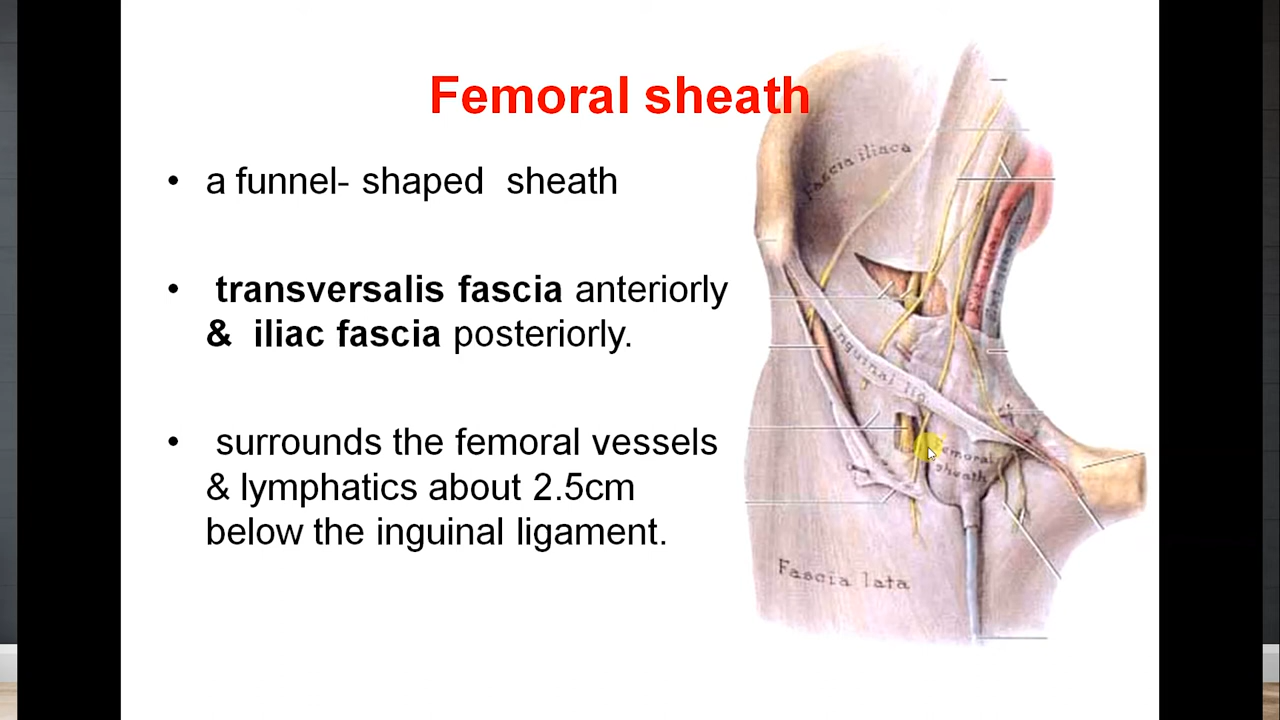 Femoral sheath
• a funnel- shaped sheath
• transversalis fascia anteriorly
& iliac fascia posteriorly.
• surrounds the femoral vessels
& lymphatics about 2.5cm
below the inguinal ligament.
Fascia iliaca
Inguinal lig.
Femoral
sheath
Fascia lata